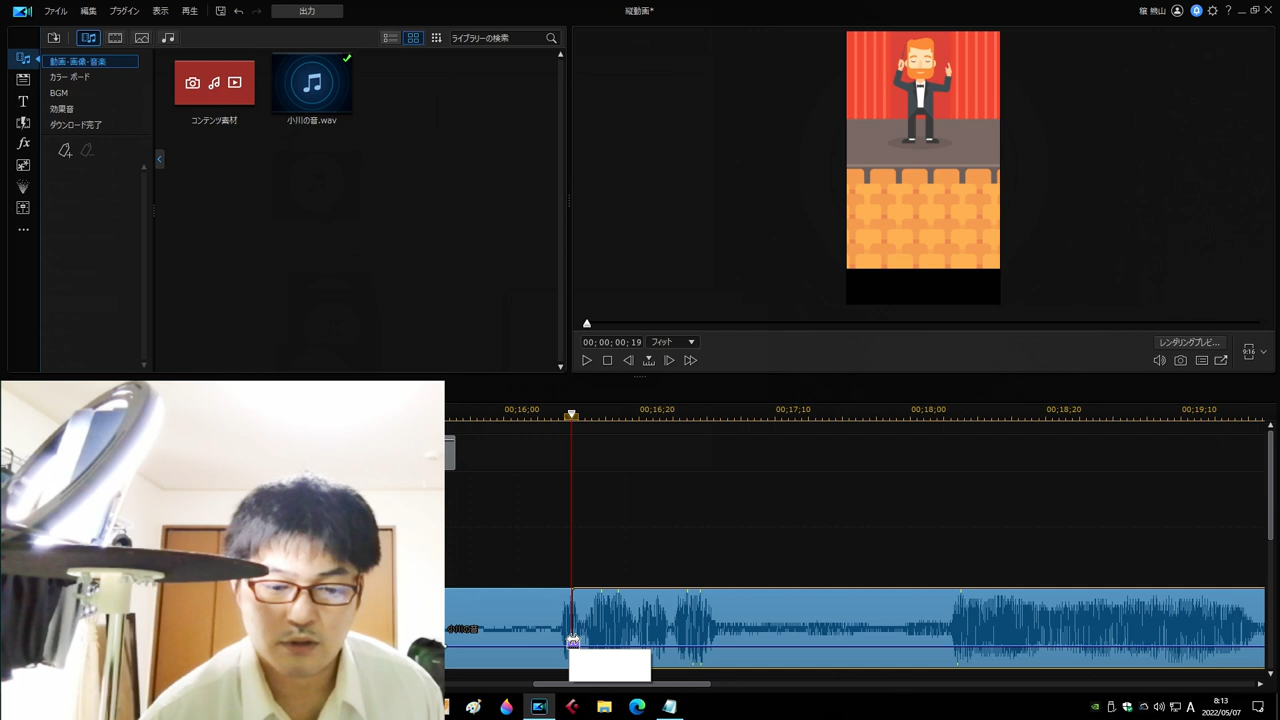 ファイル 編集 プラグイン 表示 再生 出力 縦動画* 猿 熊山
ライブラリーの検索
動画・画像・音楽
カラー ボード
BGM
効果音
ダウンロード完了
コンテンツ素材 小川の音.wav
00;00;00;19 フィット レンダリングプレビ...
9:16
00;16;00 00;16;20 00;17;10 00;18;00 00;18;20 00;19;10
小川の音
A 8:13
2022/05/07